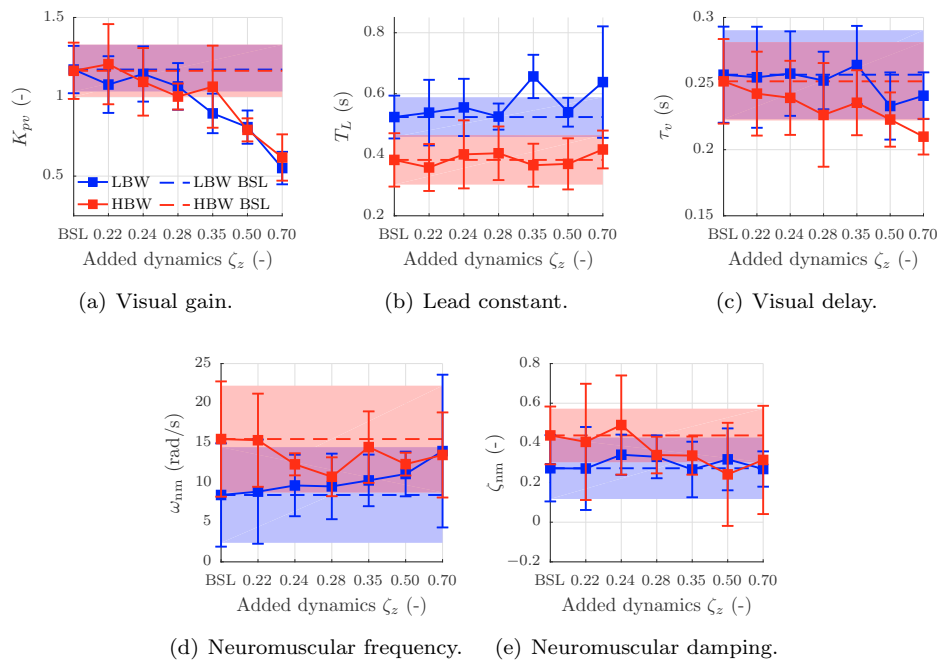 1.5
1
0.5
K_pv (-)
LBW
LBW BSL
HBW
HBW BSL
BSL 0.22 0.24 0.28 0.35 0.50 0.70
Added dynamics ζ_z (-)
(a) Visual gain.
0.8
0.6
0.4
0.2
T_L (s)
BSL 0.22 0.24 0.28 0.35 0.50 0.70
Added dynamics ζ_z (-)
(b) Lead constant.
0.3
0.25
0.2
0.15
τ_v (s)
BSL 0.22 0.24 0.28 0.35 0.50 0.70
Added dynamics ζ_z (-)
(c) Visual delay.
25
20
15
10
5
0
ω_nm (rad/s)
BSL 0.22 0.24 0.28 0.35 0.50 0.70
Added dynamics ζ_z (-)
(d) Neuromuscular frequency.
0.8
0.6
0.4
0.2
0
−0.2
ζ_nm (-)
BSL 0.22 0.24 0.28 0.35 0.50 0.70
Added dynamics ζ_z (-)
(e) Neuromuscular damping.